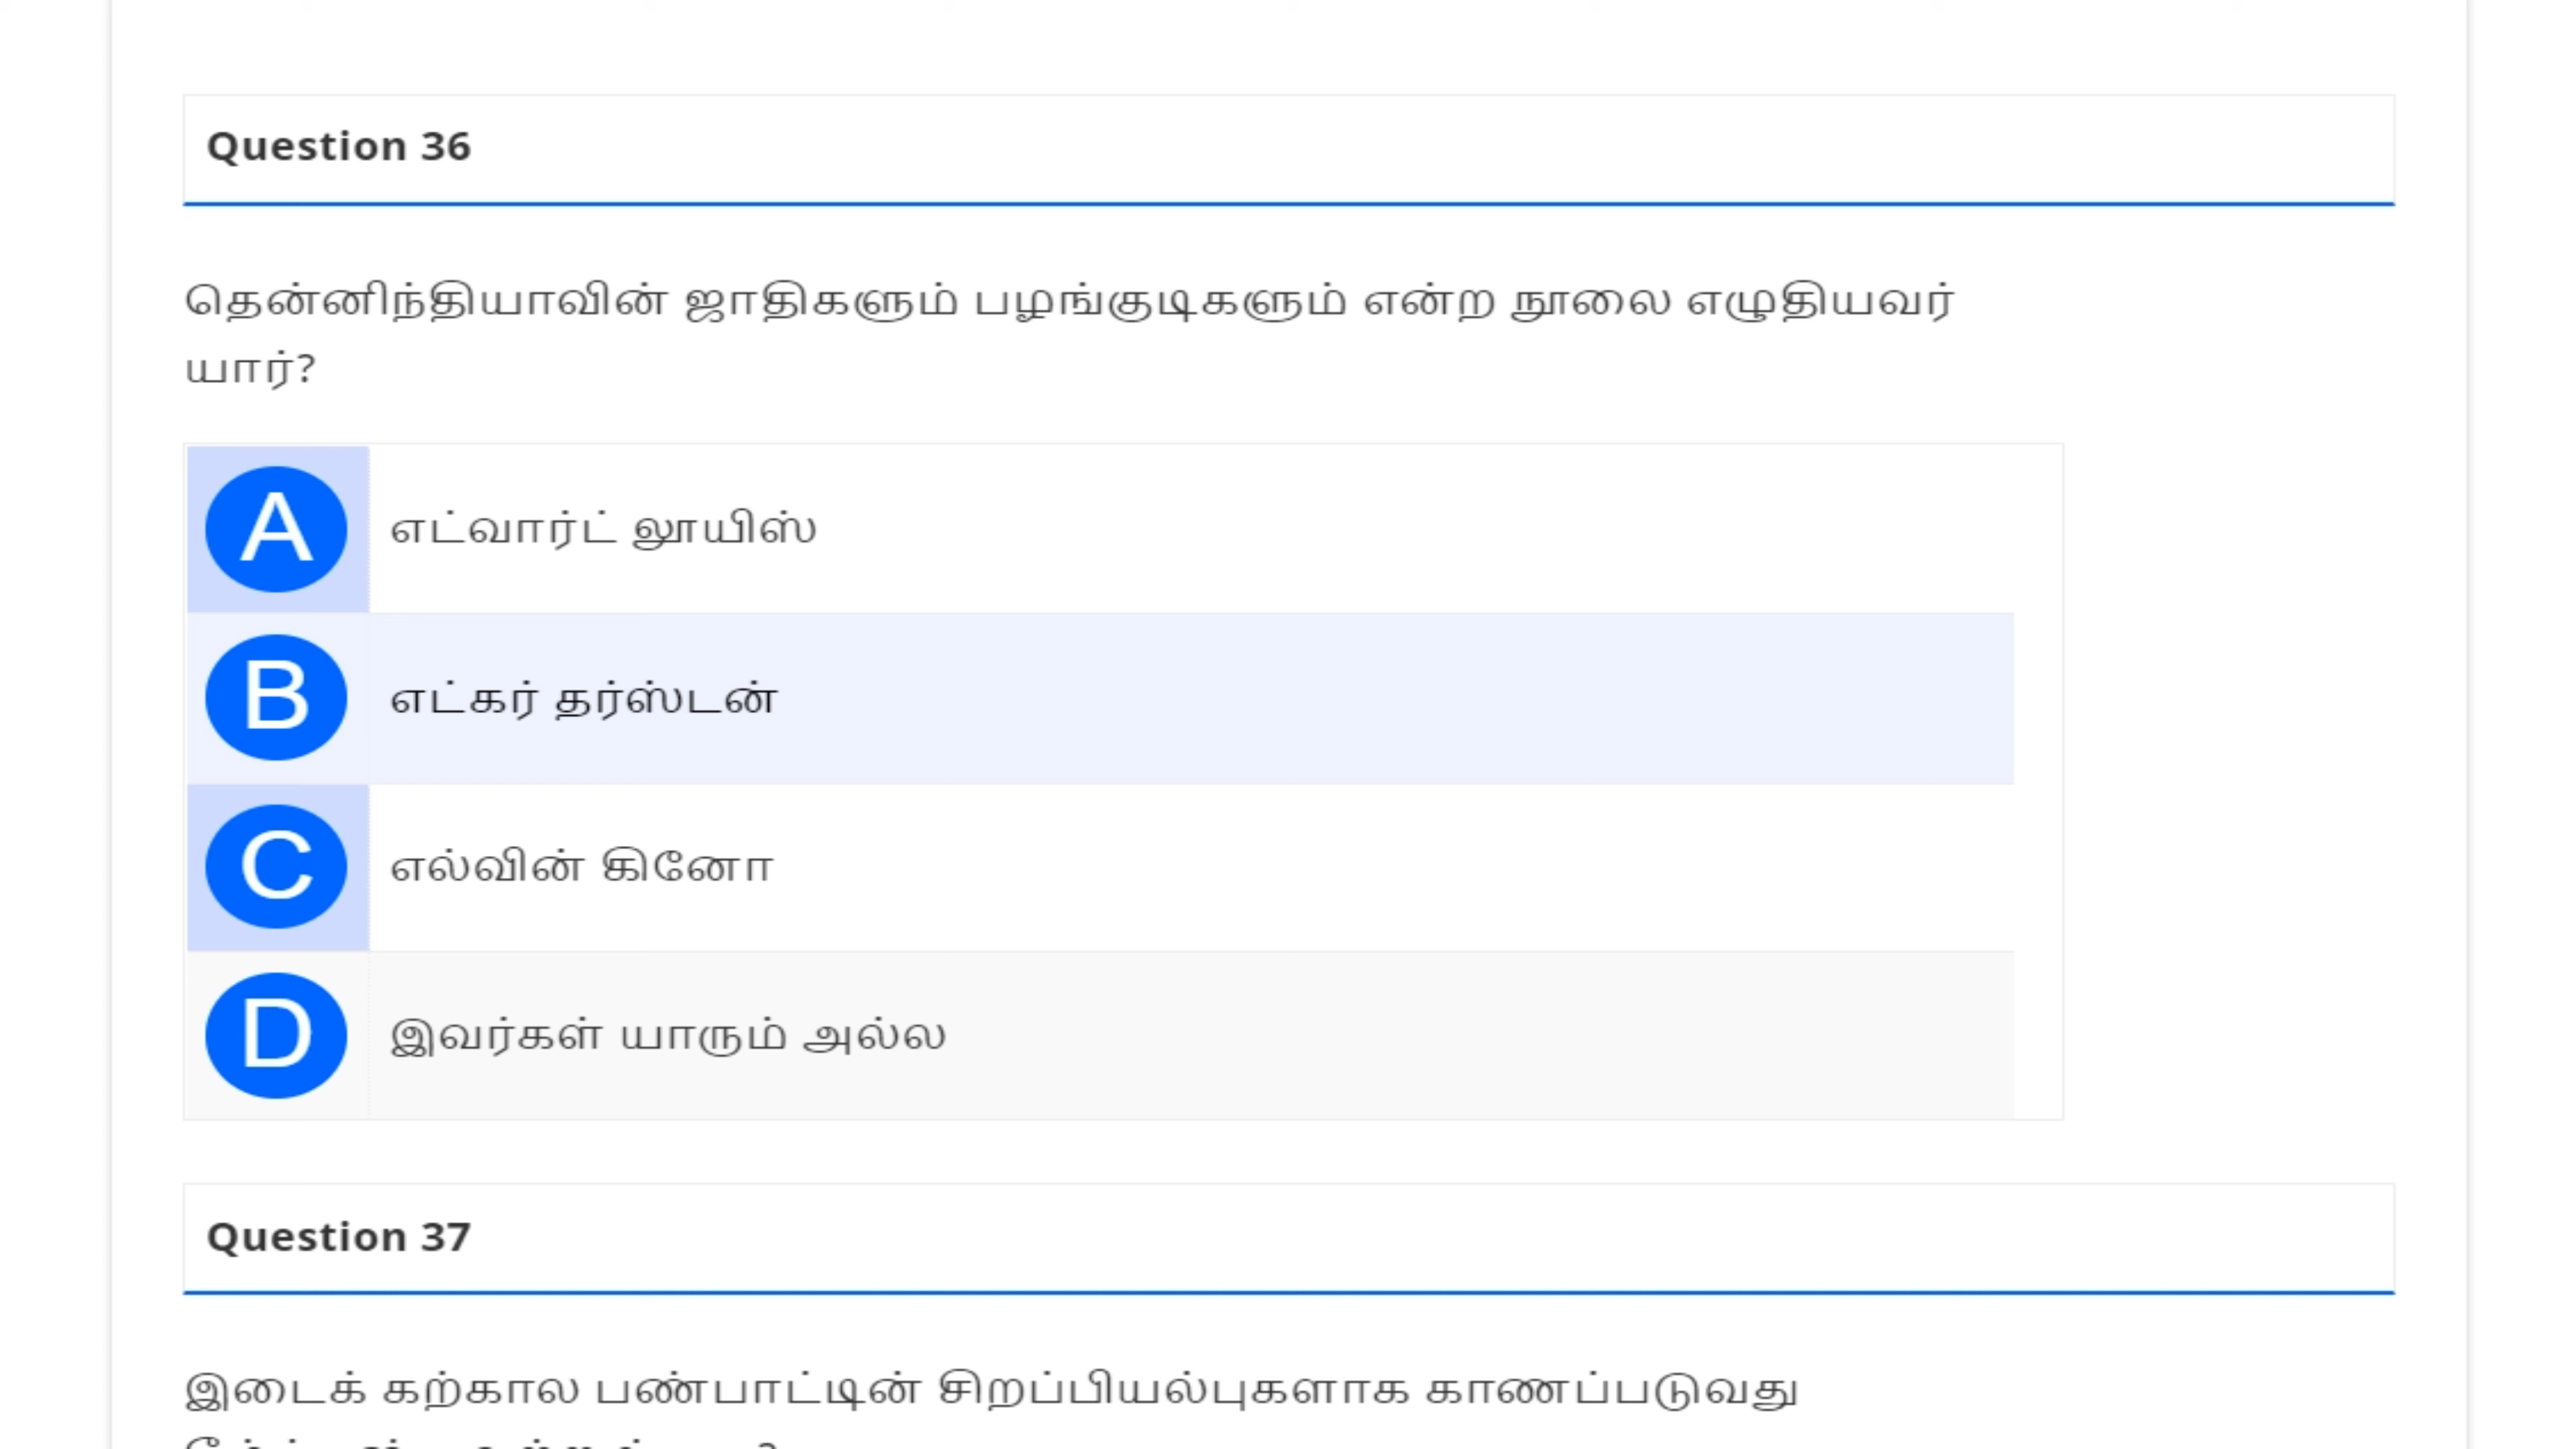 Question 36
தென்னிந்தியாவின் ஜாதிகளும் பழங்குடிகளும் என்ற நூலை எழுதியவர்
யார்?
A எட்வார்ட் லூயிஸ்
B எட்கர் தர்ஸ்டன்
C எல்வின் கினோ
D இவர்கள் யாரும் அல்ல
Question 37
இடைக் கற்கால பண்பாட்டின் சிறப்பியல்புகளாக காணப்படுவது